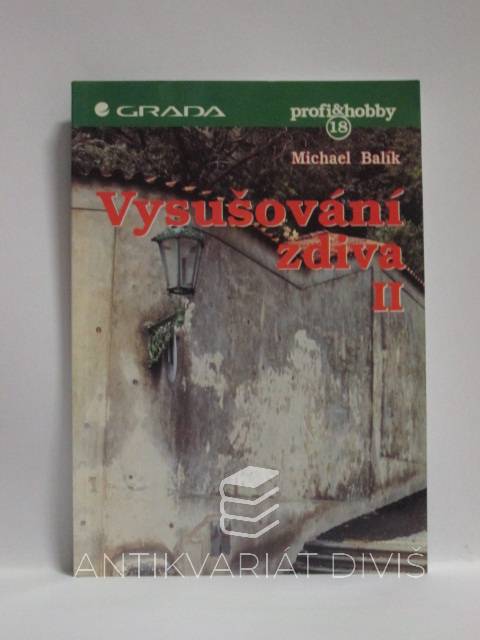 GRADA
profi&hobby
18
Michael Balík
Vysušování
zdiva
II
ANTIKVARIÁT DIVIŠ